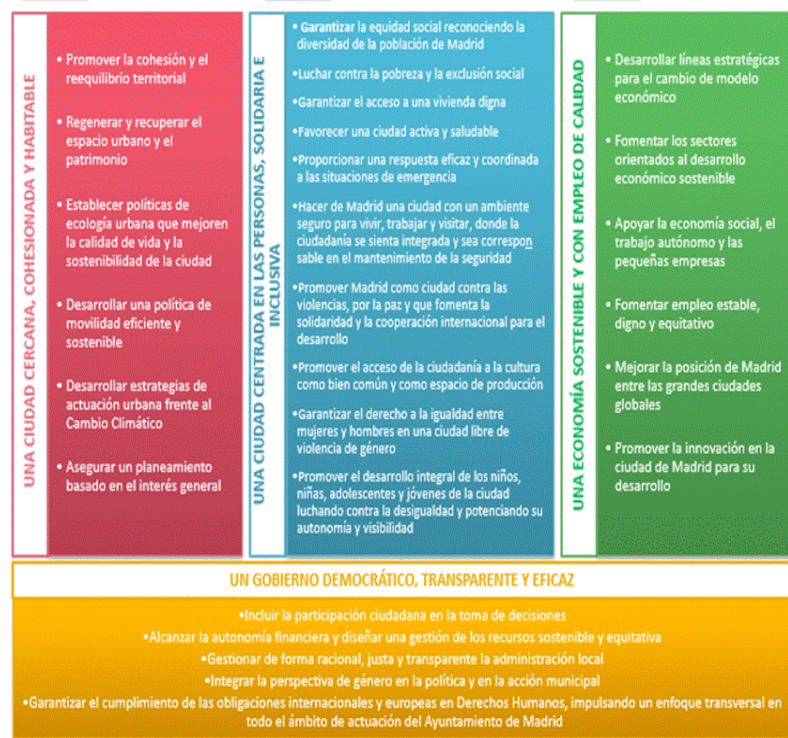 UNA CIUDAD CERCANA, COHESIONADA Y HABITABLE
• Promover la cohesión y el
reequilibrio territorial
• Regenerar y recuperar el
espacio urbano y el
patrimonio
• Establecer políticas de
ecología urbana que mejoren
la calidad de vida y la
sostenibilidad de la ciudad
• Desarrollar una política de
movilidad eficiente y
sostenible
• Desarrollar estrategias de
actuación urbana frente al
Cambio Climático
• Asegurar un planeamiento
basado en el interés general
UNA CIUDAD CENTRADA EN LAS PERSONAS, SOLIDARIA E
INCLUSIVA
• Garantizar la equidad social reconociendo la
diversidad de la población de Madrid
•Luchar contra la pobreza y la exclusión social
•Garantizar el acceso a una vivienda digna
•Favorecer una ciudad activa y saludable
•Proporcionar una respuesta eficaz y coordinada
a las situaciones de emergencia
•Hacer de Madrid una ciudad con un ambiente
seguro para vivir, trabajar y visitar, donde la
ciudadanía se sienta integrada y sea correspon
sable en el mantenimiento de la seguridad
•Promover Madrid como ciudad contra las
violencias, por la paz y que fomenta la
solidaridad y la cooperación internacional para el
desarrollo
•Promover el acceso de la ciudadanía a la cultura
como bien común y como espacio de producción
•Garantizar el derecho a la igualdad entre
mujeres y hombres en una ciudad libre de
violencia de género
•Promover el desarrollo integral de los niños,
niñas, adolescentes y jóvenes de la ciudad
luchando contra la desigualdad y potenciando su
autonomía y visibilidad
UNA ECONOMÍA SOSTENIBLE Y CON EMPLEO DE CALIDAD
• Desarrollar líneas estratégicas
para el cambio de modelo
económico
• Fomentar los sectores
orientados al desarrollo
económico sostenible
• Apoyar la economía social, el
trabajo autónomo y las
pequeñas empresas
• Fomentar empleo estable,
digno y equitativo
• Mejorar la posición de Madrid
entre las grandes ciudades
globales
• Promover la innovación en la
ciudad de Madrid para su
desarrollo
UN GOBIERNO DEMOCRÁTICO, TRANSPARENTE Y EFICAZ
•Incluir la participación ciudadana en la toma de decisiones
•Alcanzar la autonomía financiera y diseñar una gestión de los recursos sostenible y equitativa
•Gestionar de forma racional, justa y transparente la administración local
•Integrar la perspectiva de género en la política y en la acción municipal
•Garantizar el cumplimiento de las obligaciones internacionales y europeas en Derechos Humanos, impulsando un enfoque transversal en
todo el ámbito de actuación del Ayuntamiento de Madrid